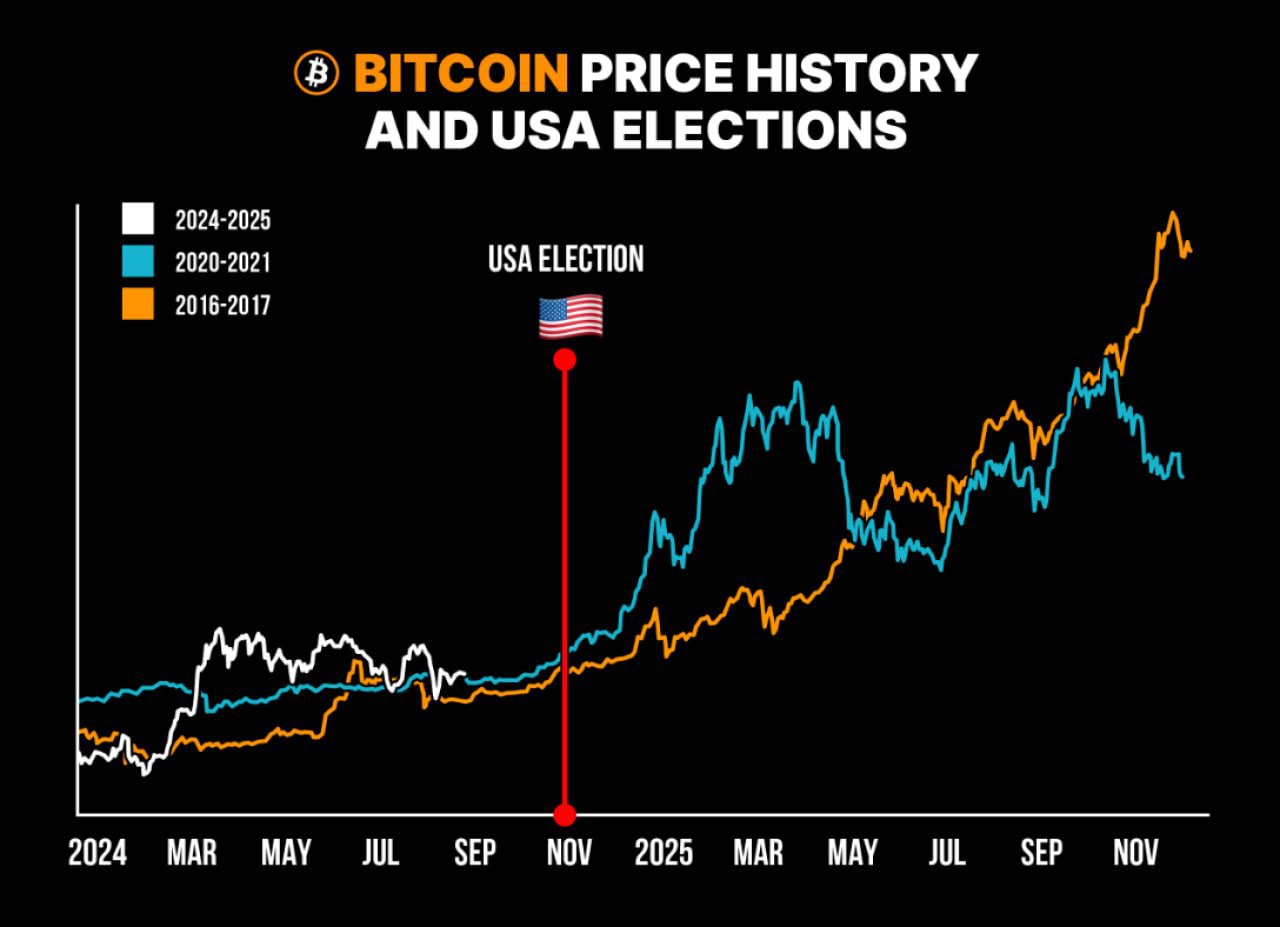 BITCOIN PRICE HISTORY
AND USA ELECTIONS
2024-2025
2020-2021
2016-2017
USA ELECTION
2024 MAR MAY JUL SEP NOV 2025 MAR MAY JUL SEP NOV